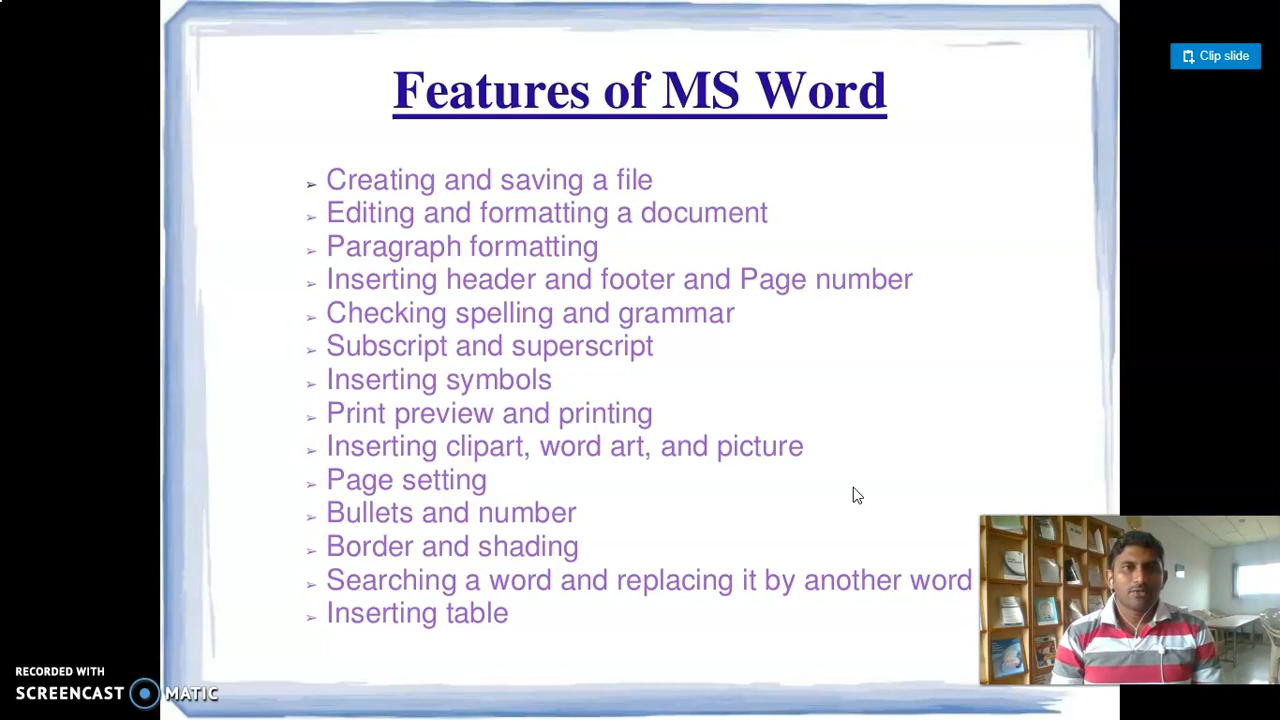 Clip slide
Features of MS Word
➢ Creating and saving a file
➢ Editing and formatting a document
➢ Paragraph formatting
➢ Inserting header and footer and Page number
➢ Checking spelling and grammar
➢ Subscript and superscript
➢ Inserting symbols
➢ Print preview and printing
➢ Inserting clipart, word art, and picture
➢ Page setting
➢ Bullets and number
➢ Border and shading
➢ Searching a word and replacing it by another word
➢ Inserting table
RECORDED WITH
SCREENCAST MATIC